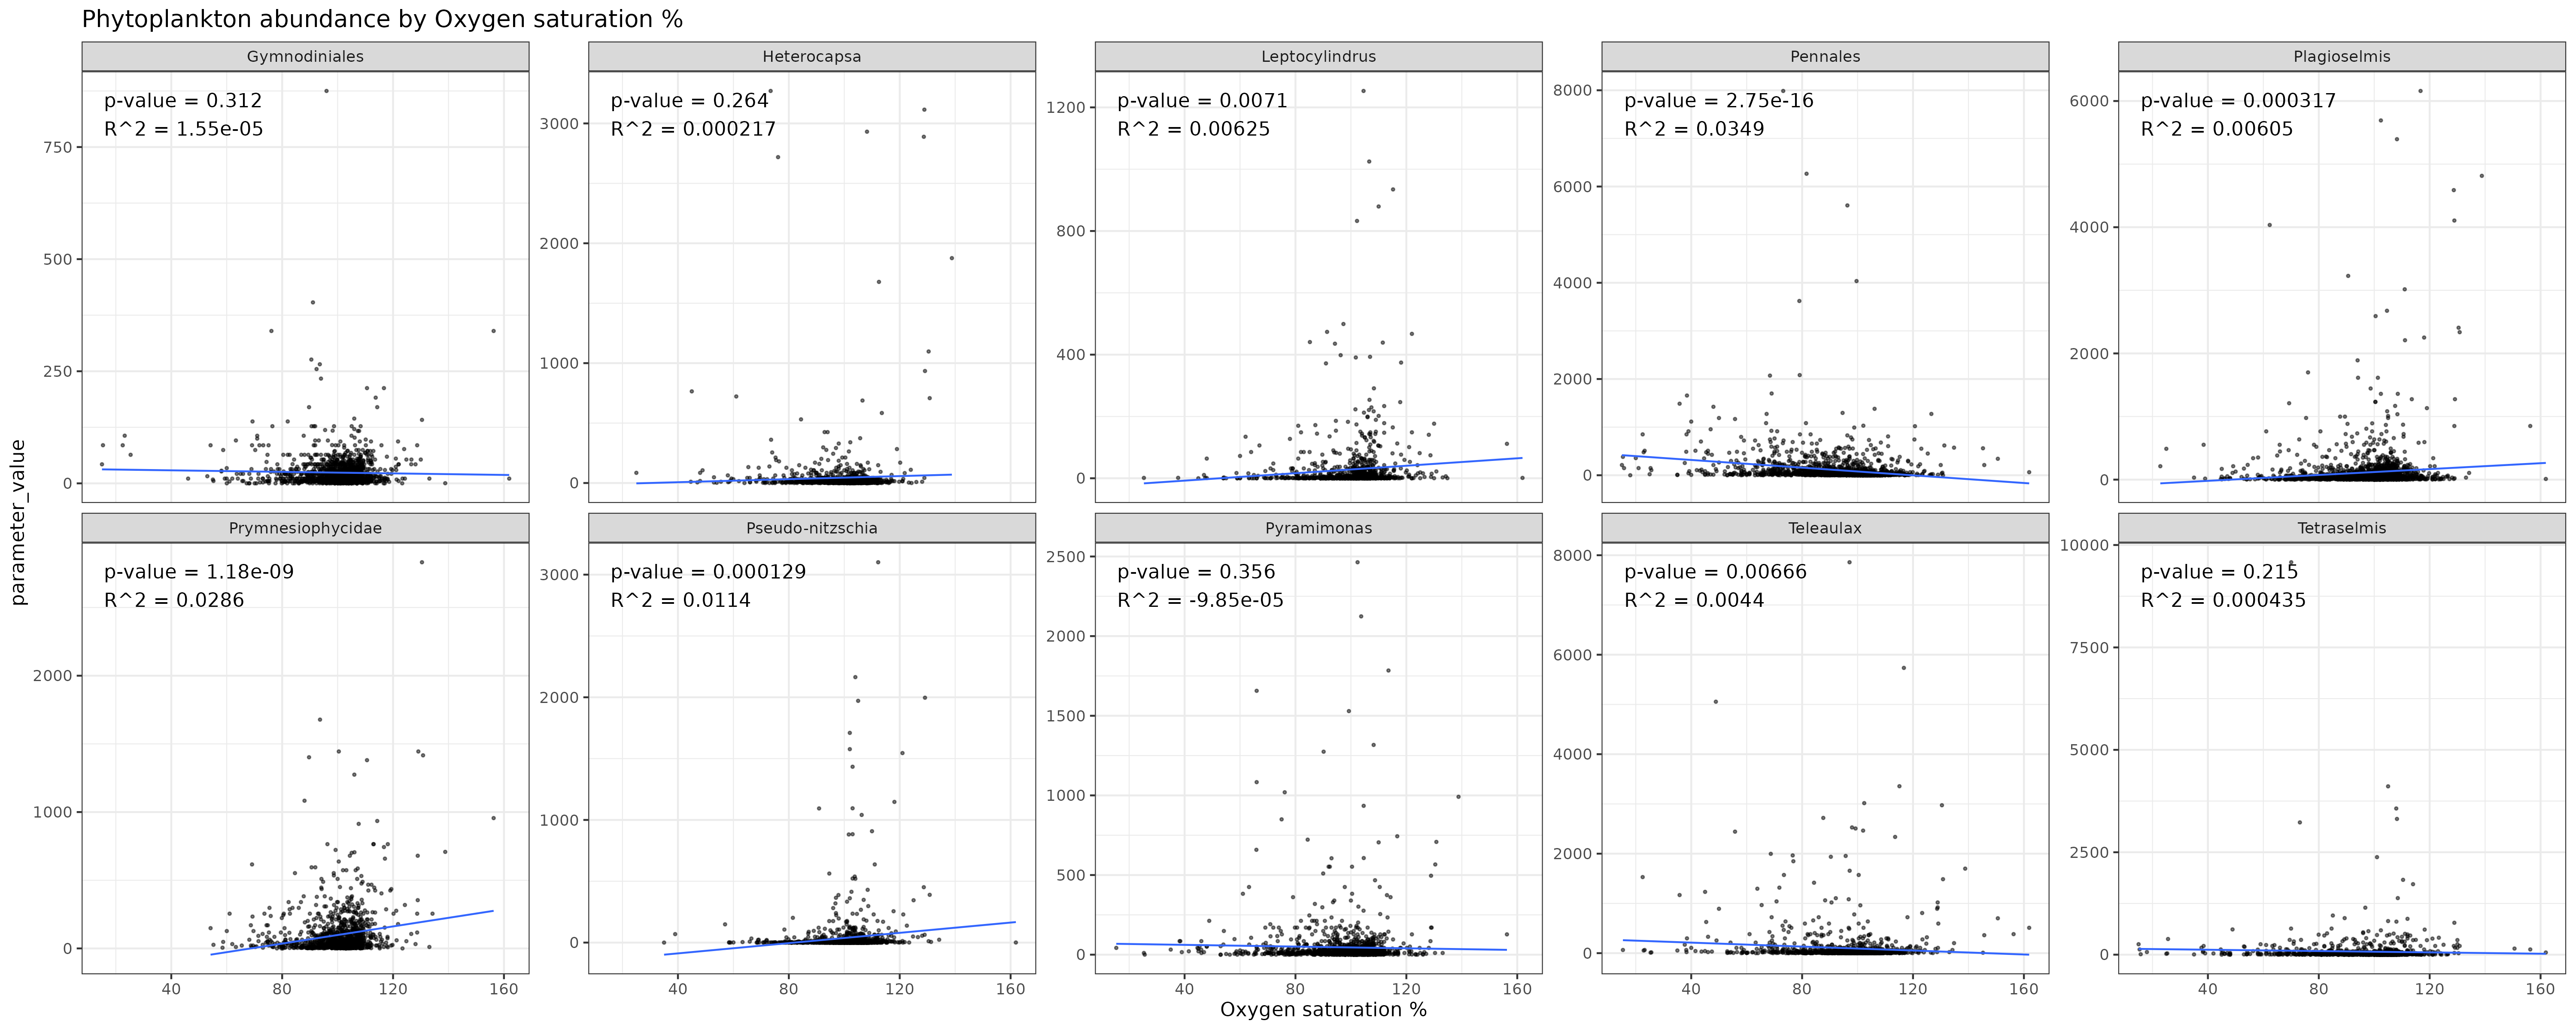 Phytoplankton abundance by Oxygen saturation %
Gymnodiniales
Heterocapsa
Leptocylindrus
Pennales
Plagioselmis
p-value = 0.312
R^2 = 1.55e-05
p-value = 0.264
R^2 = 0.000217
p-value = 0.0071
R^2 = 0.00625
p-value = 2.75e-16
R^2 = 0.0349
p-value = 0.000317
R^2 = 0.00605
750
500
250
0
3000
2000
1000
0
1200
800
400
0
8000
6000
4000
2000
0
6000
4000
2000
0
parameter_value
Prymnesiophycidae
Pseudo-nitzschia
Pyramimonas
Teleaulax
Tetraselmis
p-value = 1.18e-09
R^2 = 0.0286
p-value = 0.000129
R^2 = 0.0114
p-value = 0.356
R^2 = -9.85e-05
p-value = 0.00666
R^2 = 0.0044
p-value = 0.215
R^2 = 0.000435
2000
1000
0
3000
2000
1000
0
2500
2000
1500
1000
500
0
8000
6000
4000
2000
0
10000
7500
5000
2500
0
40 80 120 160
40 80 120 160
40 80 120 160
40 80 120 160
40 80 120 160
Oxygen saturation %